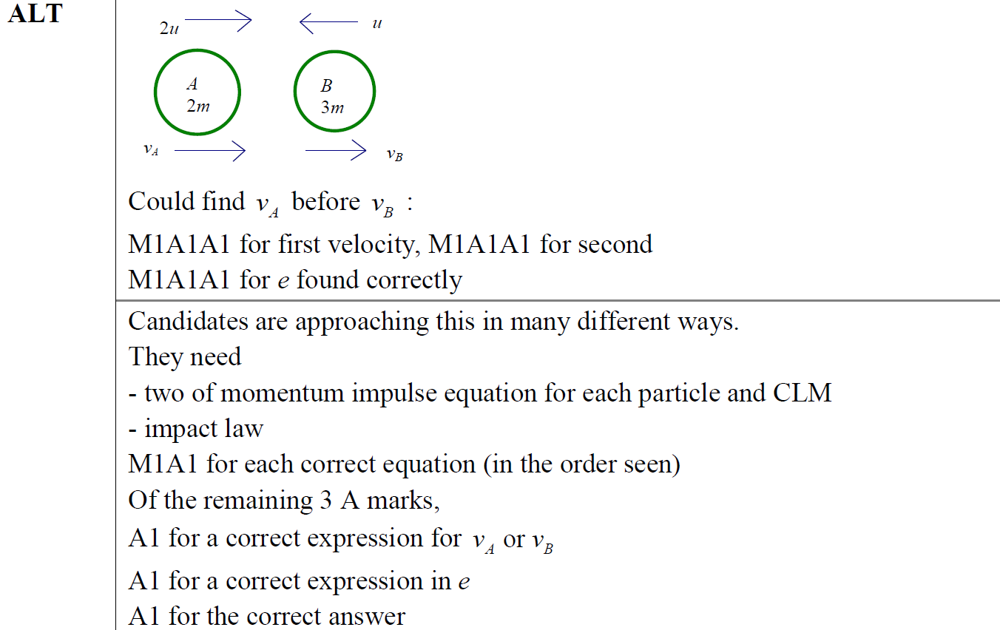 ALT
2u u
A B
2m 3m
v_A v_B
Could find v_A before v_B :
M1A1A1 for first velocity, M1A1A1 for second
M1A1A1 for e found correctly
Candidates are approaching this in many different ways.
They need
- two of momentum impulse equation for each particle and CLM
- impact law
M1A1 for each correct equation (in the order seen)
Of the remaining 3 A marks,
A1 for a correct expression for v_A or v_B
A1 for a correct expression in e
A1 for the correct answer